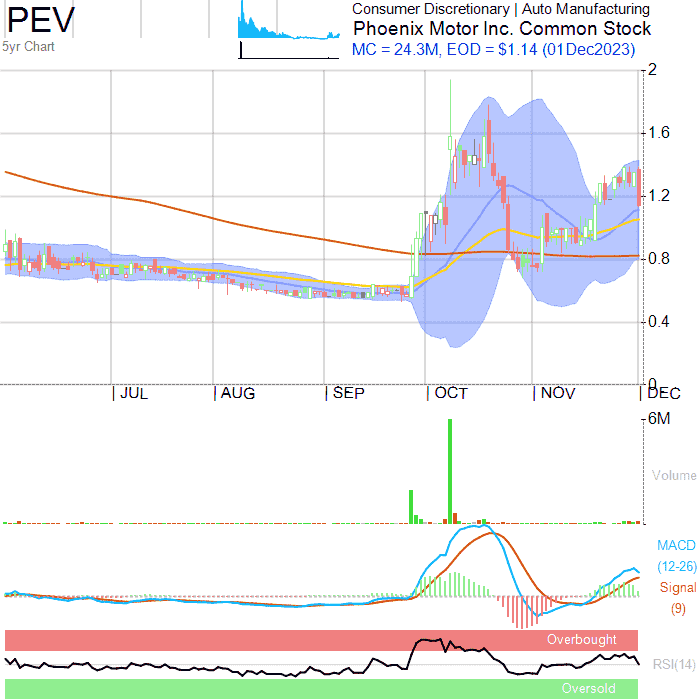 PEV
5yr Chart
Consumer Discretionary | Auto Manufacturing
Phoenix Motor Inc. Common Stock
MC = 24.3M, EOD = $1.14 (01Dec2023)
2
1.6
1.2
0.8
0.4
0
JUL AUG SEP OCT NOV DEC
6M
Volume
MACD
(12-26)
Signal
(9)
Overbought
RSI(14)
Oversold